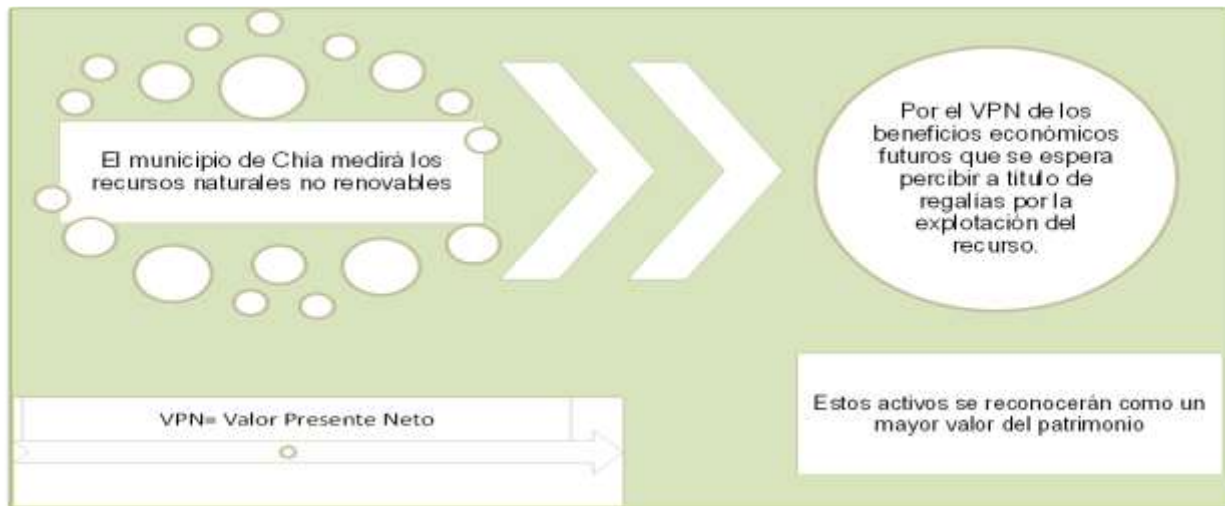 El municipio de Chía medirá los
recursos naturales no renovables
Por el VPN de los
beneficios económicos
futuros que se espera
percibir a titulo de
regalías por la
explotación del
recurso.
VPN= Valor Presente Neto
Estos activos se reconocerán como un
mayor valor del patrimonio